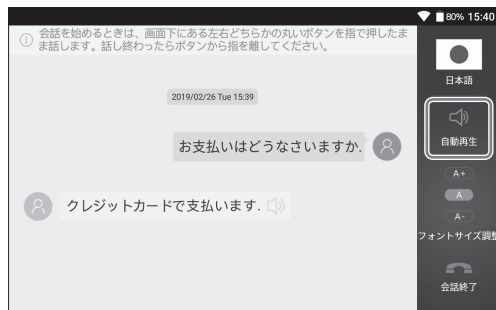 80% 15:40
会話を始めるときは、画面下にある左右どちらかの丸いボタンを指で押したま
ま話します。話し終わったらボタンから指を離してください。
2019/02/26 Tue 15:39
お支払いはどうなさいますか.
クレジットカードで支払います.
日本語
自動再生
A+
A
A-
フォントサイズ調整
会話終了